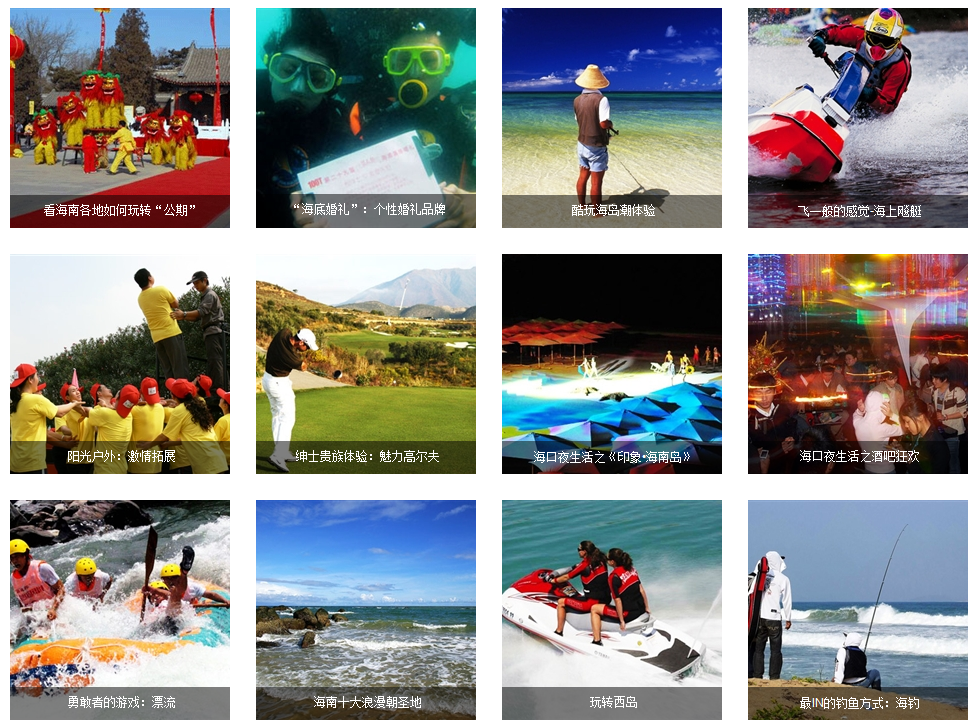 看海南各地如何玩转“公期”
“海底婚礼”：个性婚礼品牌
酷玩海岛潮体验
飞一般的感觉-海上飚艇
阳光户外：激情拓展
绅士贵族体验：魅力高尔夫
海口夜生活之《印象•海南岛》
海口夜生活之酒吧狂欢
勇敢者的游戏：漂流
海南十大浪漫朝圣地
玩转西岛
最IN的钓鱼方式：海钓